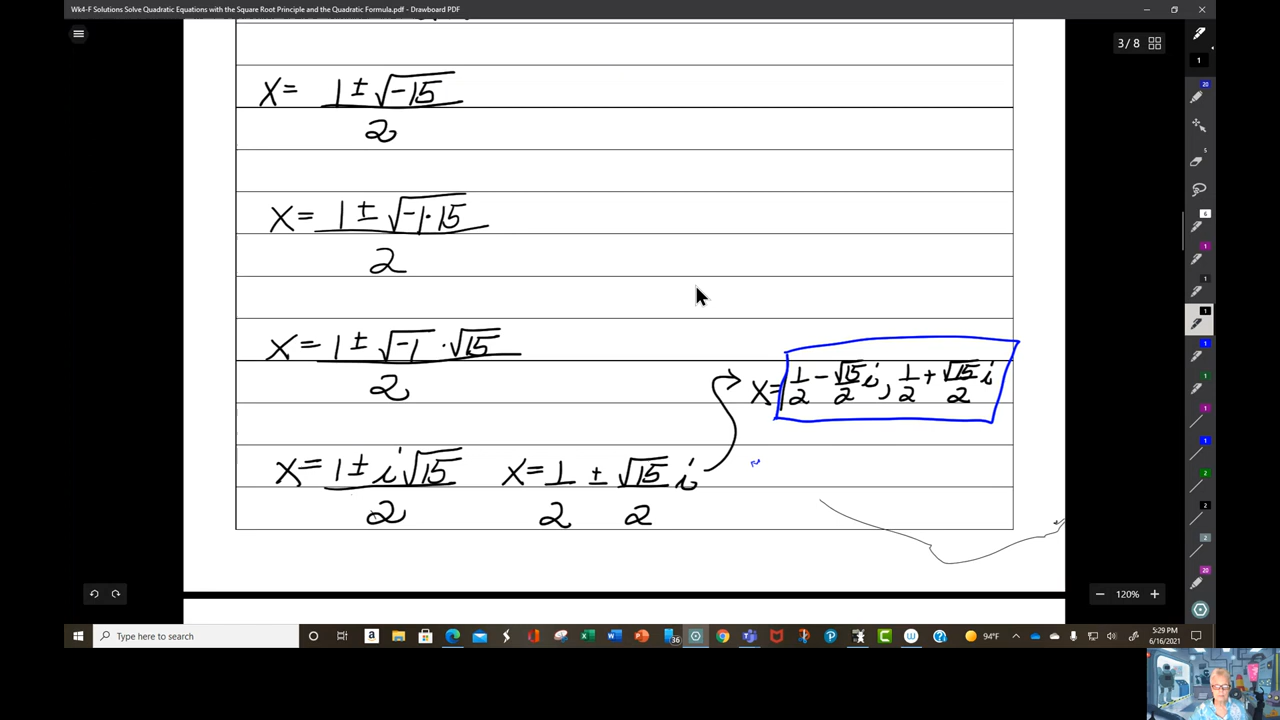 Wk4-F Solutions Solve Quadratic Equations with the Square Root Principle and the Quadratic Formula.pdf - Drawboard PDF
3 / 8
x = 1 ± √-15
2
x = 1 ± √-1·15
2
x = 1 ± √-1 · √15
2
x = 1/2 - √15/2 i, 1/2 + √15/2 i
x = 1 ± i√15 x = 1 ± √15 i
2 2 2
120%
Type here to search
94°F
5:29 PM
6/16/2021